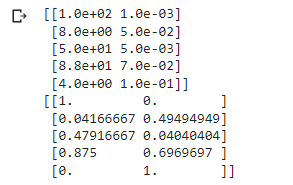 [[1.0e+02 1.0e-03]
[8.0e+00 5.0e-02]
[5.0e+01 5.0e-03]
[8.8e+01 7.0e-02]
[4.0e+00 1.0e-01]]
[[1. 0. ]
[0.04166667 0.49494949]
[0.47916667 0.04040404]
[0.875 0.6969697 ]
[0. 1. ]]